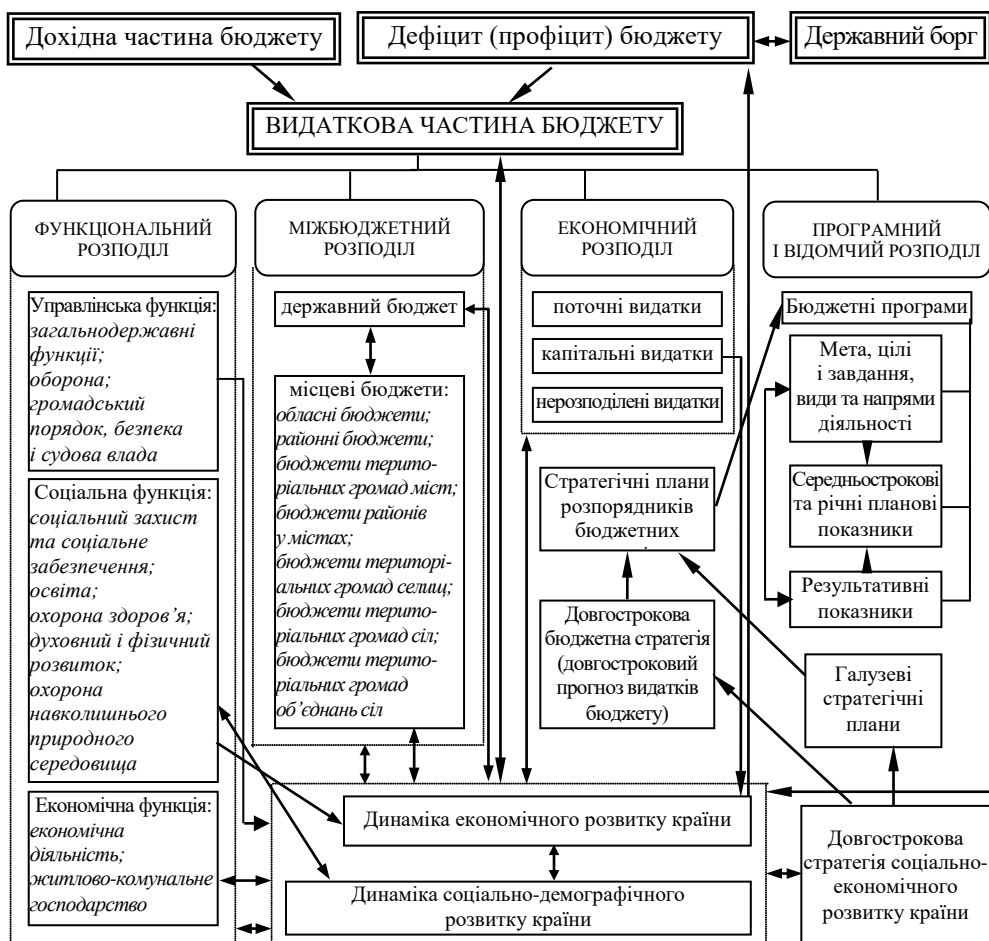 Дохідна частина бюджету
Дефіцит (профіцит) бюджету
Державний борг
ВИДАТКОВА ЧАСТИНА БЮДЖЕТУ
ФУНКЦІОНАЛЬНИЙ
РОЗПОДІЛ
МІЖБЮДЖЕТНИЙ
РОЗПОДІЛ
ЕКОНОМІЧНИЙ
РОЗПОДІЛ
ПРОГРАМНИЙ
І ВІДОМЧИЙ РОЗПОДІЛ
Управлінська функція:
загальнодержавні
функції;
оборона;
громадський
порядок, безпека
і судова влада
Соціальна функція:
соціальний захист
та соціальне
забезпечення;
освіта;
охорона здоров’я;
духовний і фізичний
розвиток;
охорона
навколишнього
природного
середовища
Економічна функція:
економічна
діяльність;
житлово-комунальне
господарство
державний бюджет
місцеві бюджети:
обласні бюджети;
районні бюджети;
бюджети терито-
ріальних громад міст;
бюджети районів
у містах;
бюджети територі-
альних громад селищ;
бюджети терито-
ріальних громад сіл;
бюджети терито-
ріальних громад
об’єднань сіл
поточні видатки
капітальні видатки
нерозподілені видатки
Стратегічні плани
розпорядників
бюджетних
Довгострокова
бюджетна стратегія
(довгостроковий
прогноз видатків
бюджету)
Бюджетні програми
Мета, цілі
і завдання,
види та напрями
діяльності
Середньострокові
та річні планові
показники
Результативні
показники
Галузеві
стратегічні
плани
Динаміка економічного розвитку країни
Динаміка соціально-демографічного
розвитку країни
Довгострокова
стратегія соціально-
економічного
розвитку країни